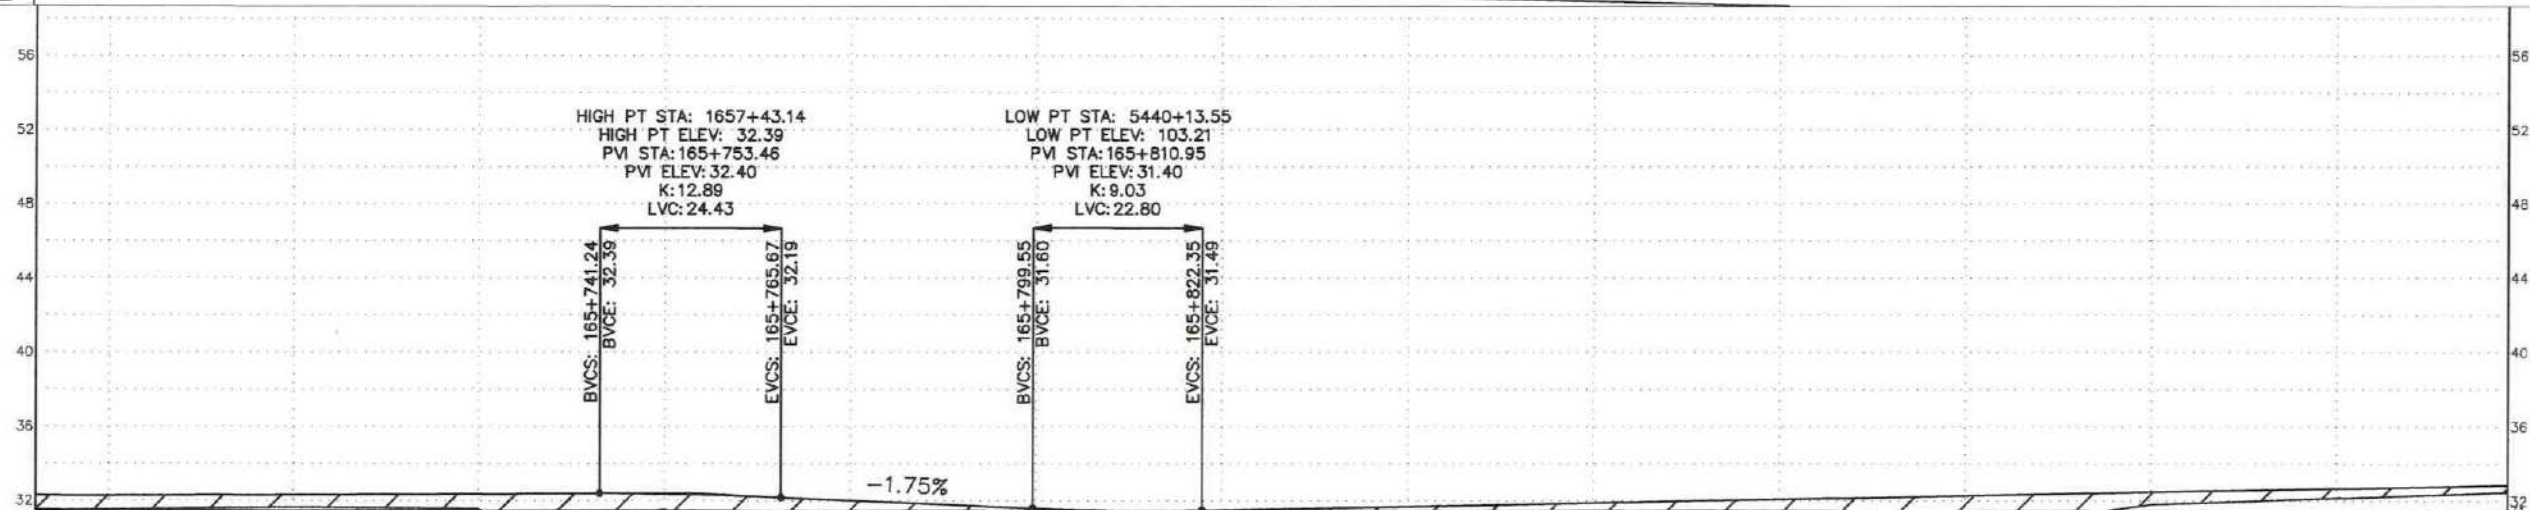 56
56
HIGH PT STA: 1657+43.14
HIGH PT ELEV: 32.39
PVI STA:165+753.46
PVI ELEV:32.40
K:12.89
LVC:24.43
LOW PT STA: 5440+13.55
LOW PT ELEV: 103.21
PVI STA:165+810.95
PVI ELEV:31.40
K:9.03
LVC:22.80
52
52
48
48
BVCS: 165+741.24
BVCE: 32.39
EVCS: 165+765.67
EVCE: 32.19
BVCS: 165+799.55
BVCE: 31.60
EVCS: 165+822.35
EVCE: 31.49
44
44
40
40
36
36
-1.75%
32
32